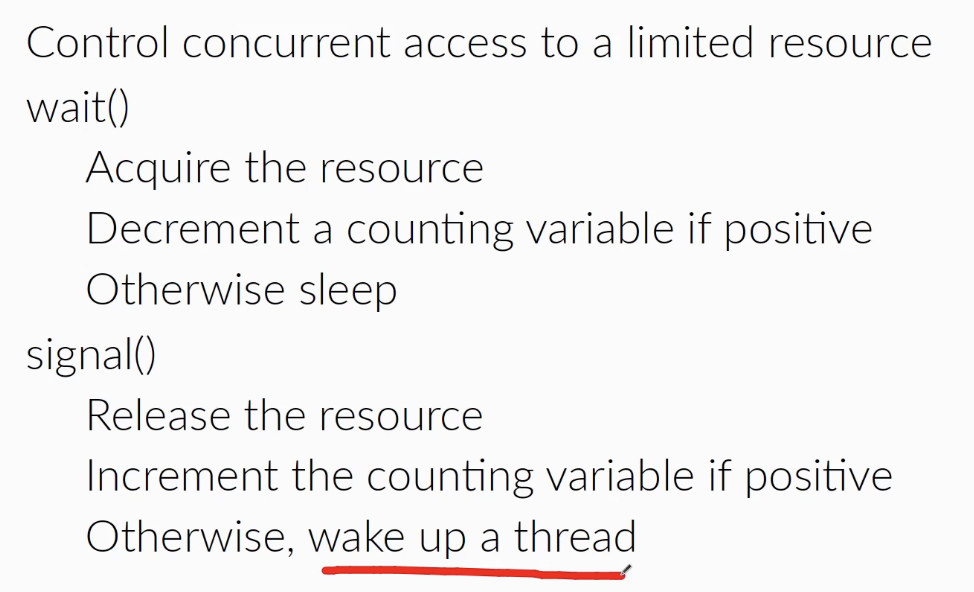 Control concurrent access to a limited resource
wait()
Acquire the resource
Decrement a counting variable if positive
Otherwise sleep
signal()
Release the resource
Increment the counting variable if positive
Otherwise, wake up a thread